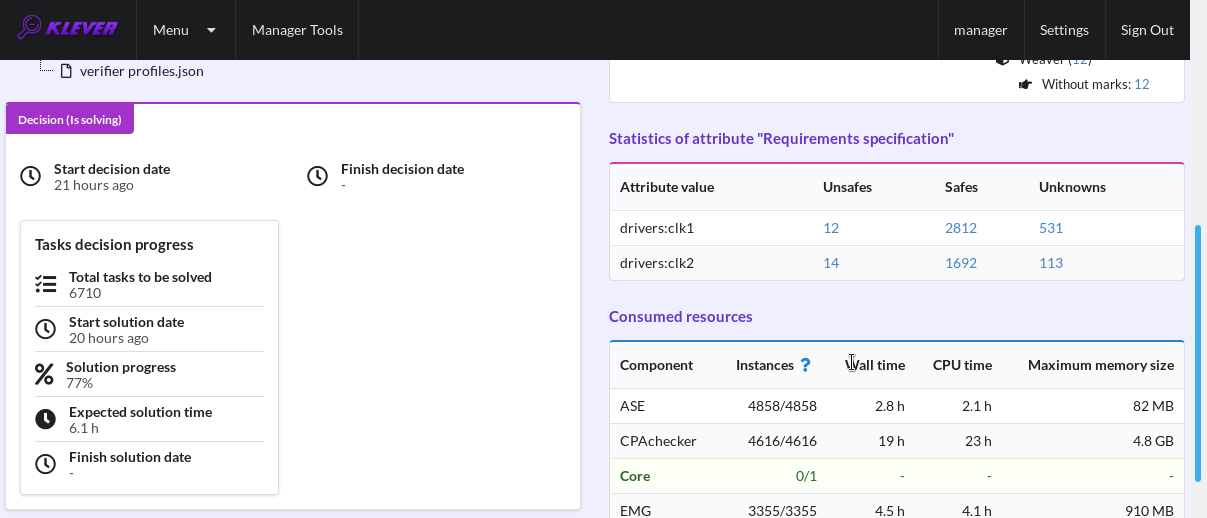 KLEVER Menu Manager Tools manager Settings Sign Out
verifier profiles.json
Decision (Is solving)
Start decision date
21 hours ago
Finish decision date
-
Tasks decision progress
Total tasks to be solved
6710
Start solution date
20 hours ago
Solution progress
77%
Expected solution time
6.1 h
Finish solution date
-
Weaver (12)
Without marks: 12
Statistics of attribute "Requirements specification"
Attribute value Unsafes Safes Unknowns
drivers:clk1 12 2812 531
drivers:clk2 14 1692 113
Consumed resources
Component Instances ? Wall time CPU time Maximum memory size
ASE 4858/4858 2.8 h 2.1 h 82 MB
CPAchecker 4616/4616 19 h 23 h 4.8 GB
Core 0/1 - - -
EMG 3355/3355 4.5 h 4.1 h 910 MB